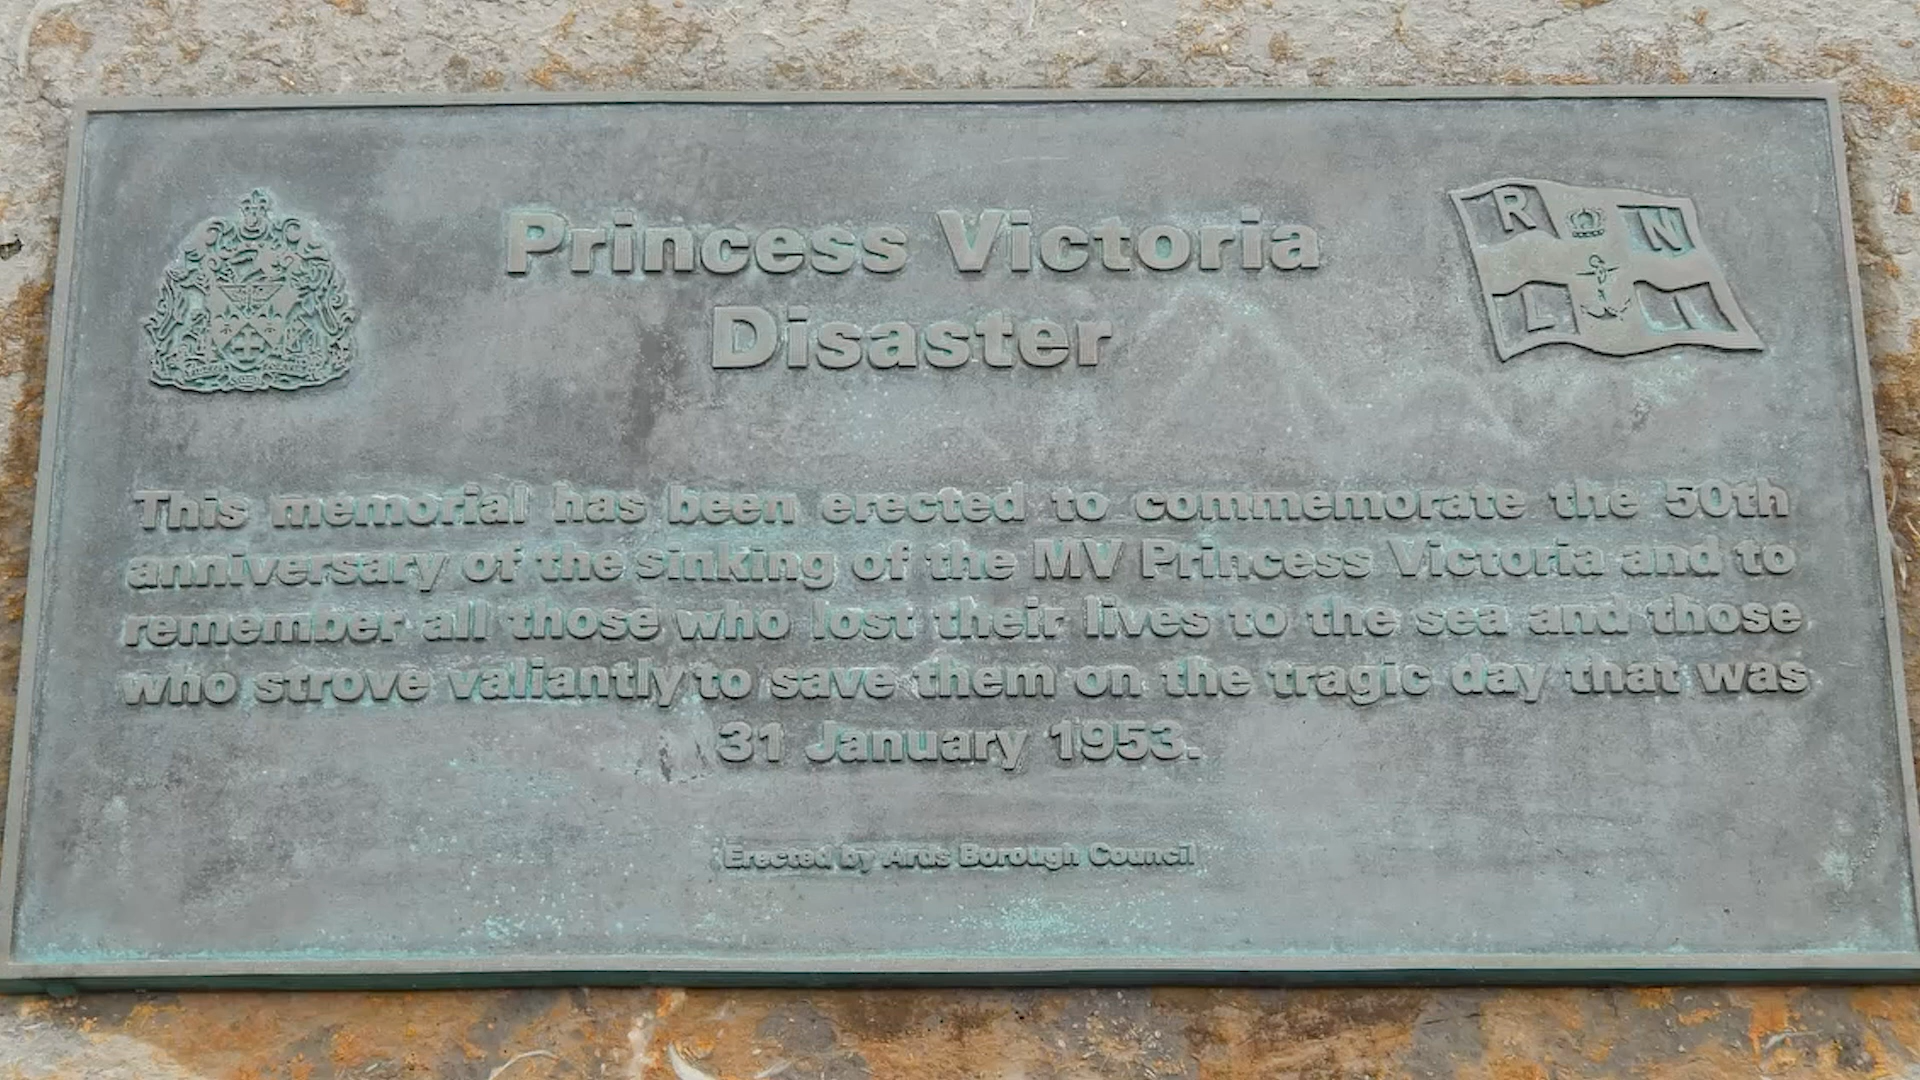 Princess Victoria
Disaster
R N
L I
This memorial has been erected to commemorate the 50th
anniversary of the sinking of the MV Princess Victoria and to
remember all those who lost their lives to the sea and those
who strove valiantly to save them on the tragic day that was
31 January 1953.
Erected by Ards Borough Council